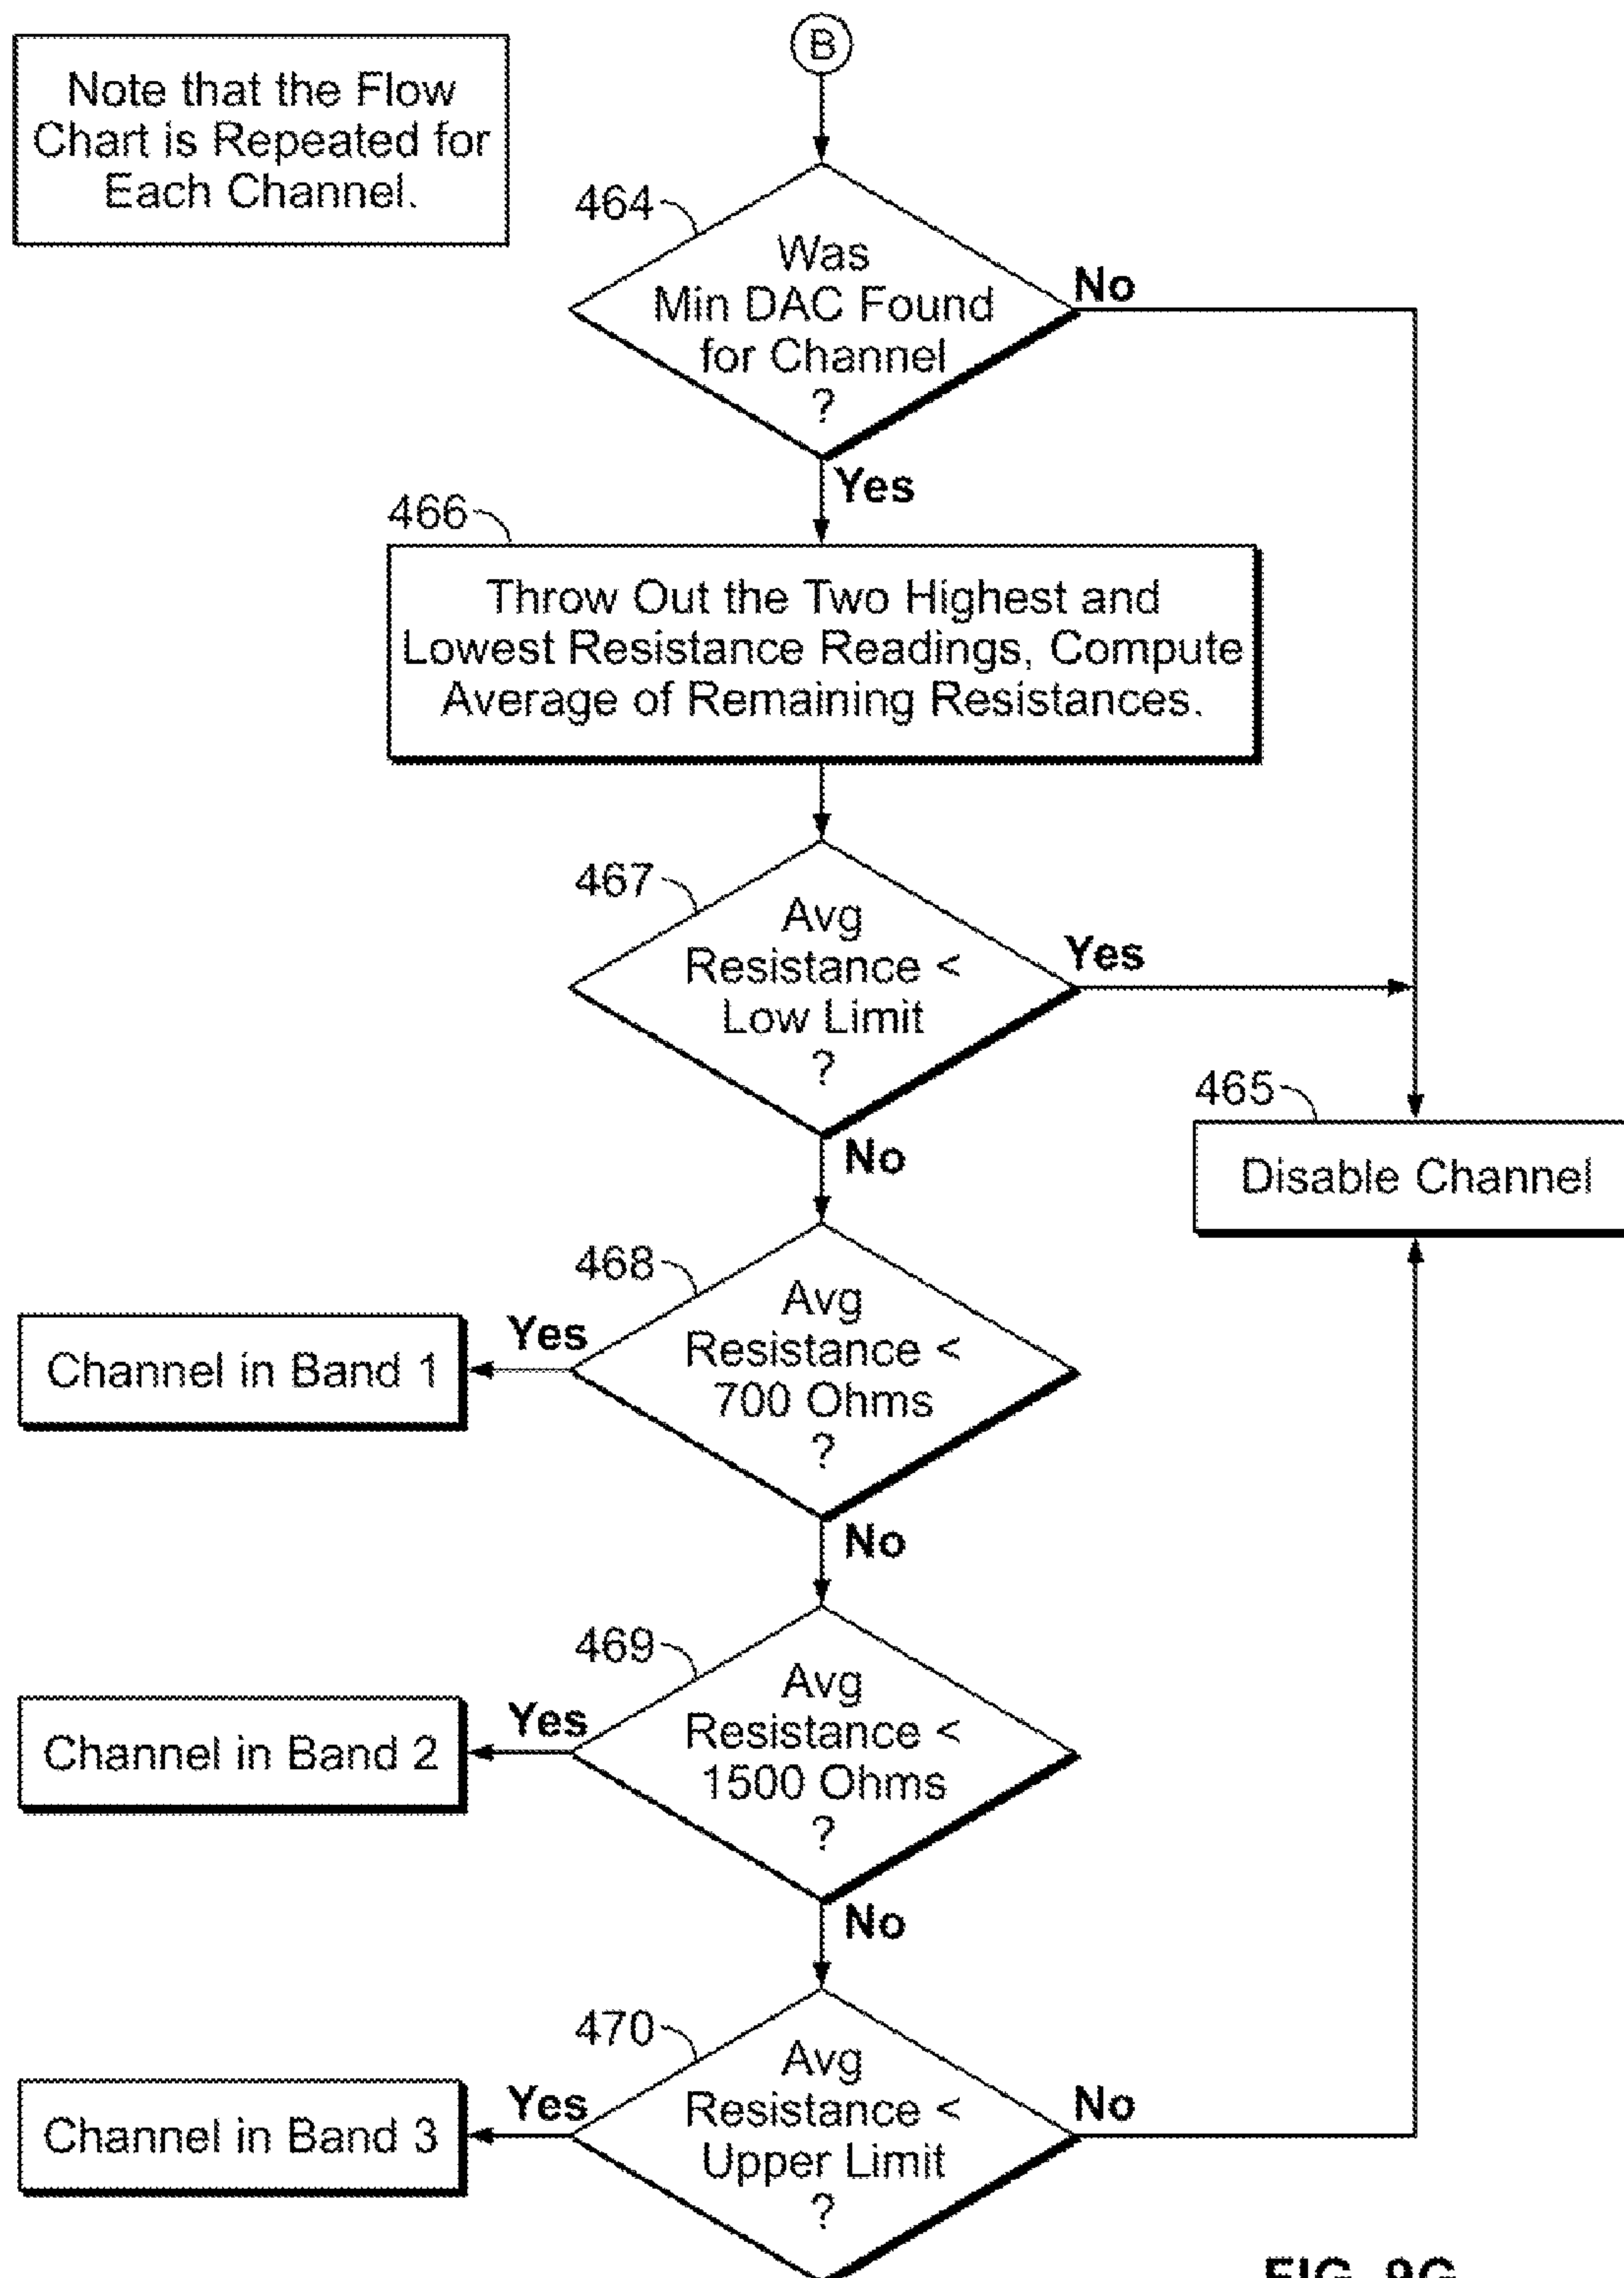 Note that the Flow
Chart is Repeated for
Each Channel.
B
464
Was
Min DAC Found
for Channel
?
No
Yes
466
Throw Out the Two Highest and
Lowest Resistance Readings, Compute
Average of Remaining Resistances.
467
Avg
Resistance <
Low Limit
?
Yes
No
465
Disable Channel
468
Avg
Resistance <
700 Ohms
?
Yes
Channel in Band 1
No
469
Avg
Resistance <
1500 Ohms
?
Yes
Channel in Band 2
No
470
Avg
Resistance <
Upper Limit
?
Yes
Channel in Band 3
No
FIG. 9G